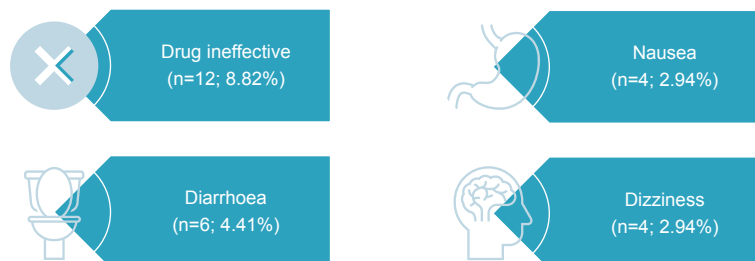 Drug ineffective
(n=12; 8.82%)
Nausea
(n=4; 2.94%)
Diarrhoea
(n=6; 4.41%)
Dizziness
(n=4; 2.94%)